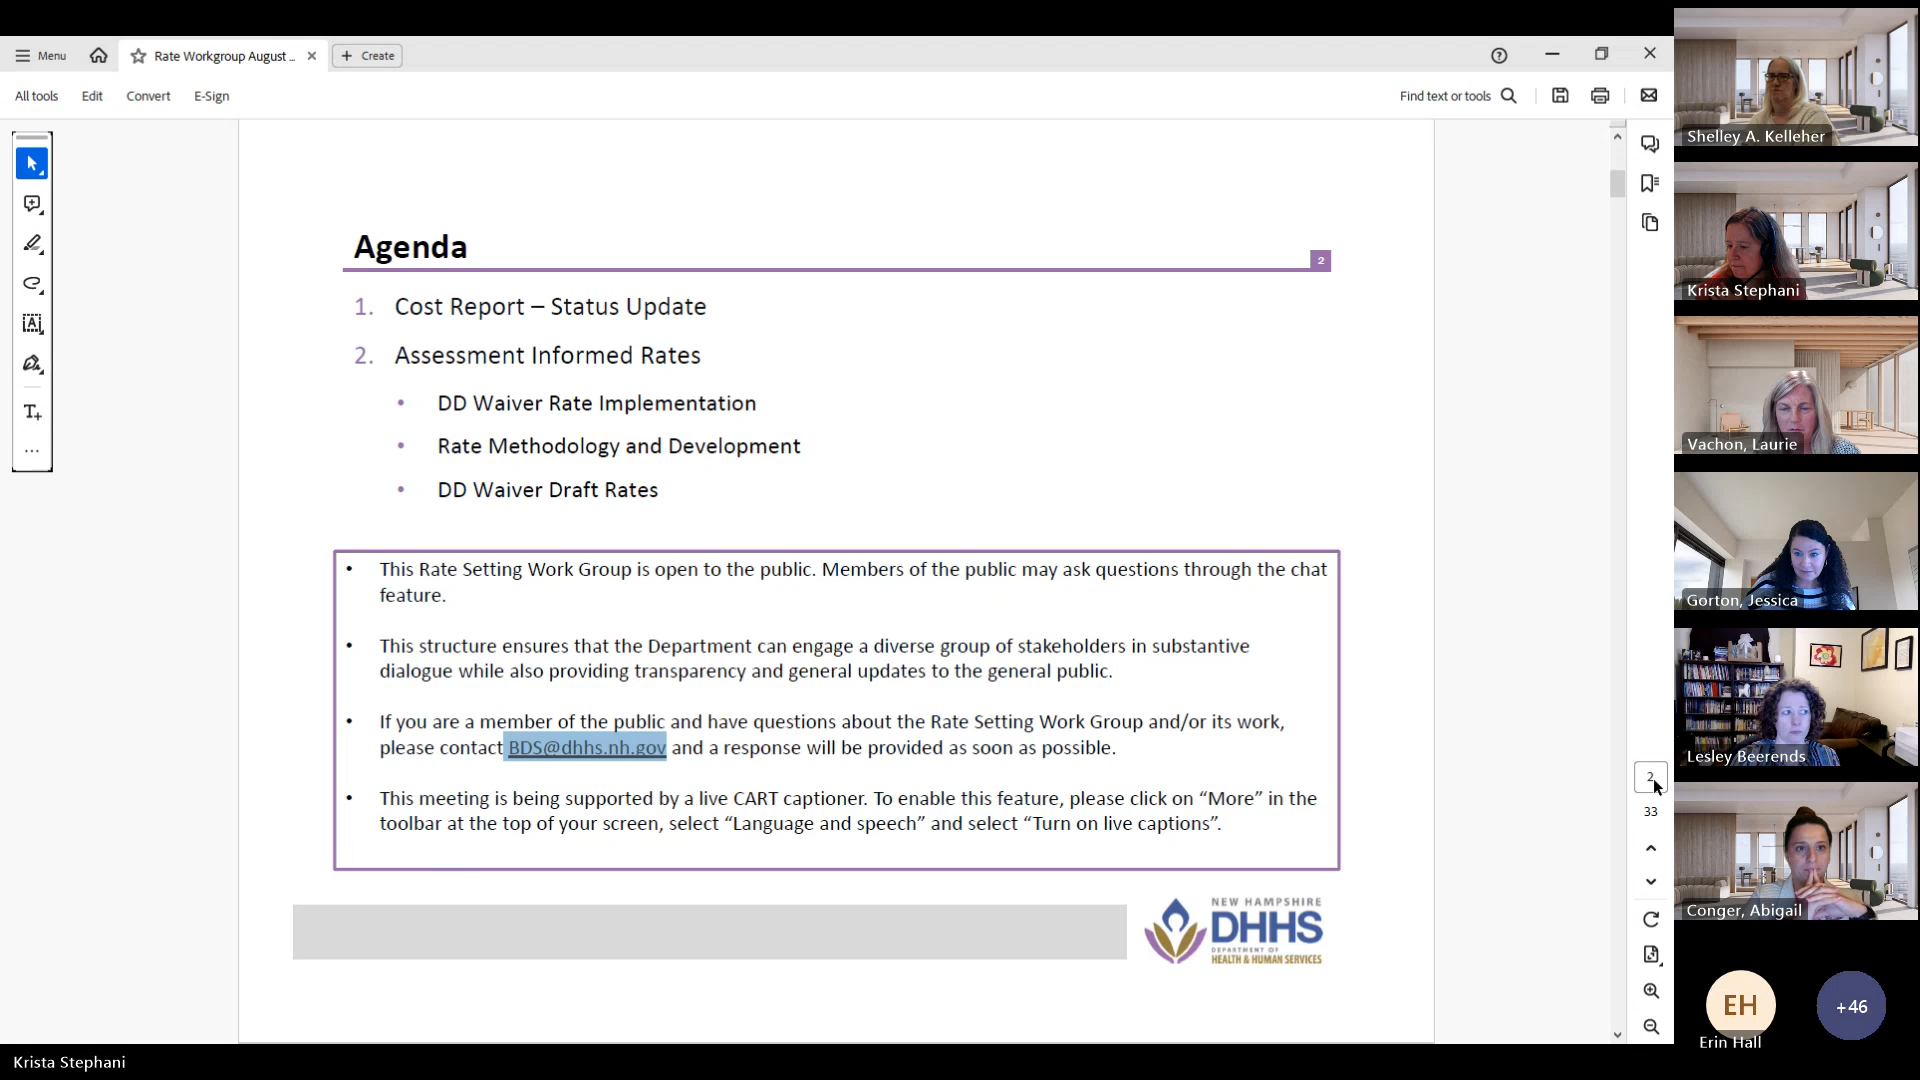 Menu
Rate Workgroup August ...
Create
All tools
Edit
Convert
E-Sign
Find text or tools
Agenda
2
1. Cost Report – Status Update
2. Assessment Informed Rates
• DD Waiver Rate Implementation
• Rate Methodology and Development
• DD Waiver Draft Rates
• This Rate Setting Work Group is open to the public. Members of the public may ask questions through the chat
feature.
• This structure ensures that the Department can engage a diverse group of stakeholders in substantive
dialogue while also providing transparency and general updates to the general public.
• If you are a member of the public and have questions about the Rate Setting Work Group and/or its work,
please contact BDS@dhhs.nh.gov and a response will be provided as soon as possible.
• This meeting is being supported by a live CART captioner. To enable this feature, please click on “More” in the
toolbar at the top of your screen, select “Language and speech” and select “Turn on live captions”.
NEW HAMPSHIRE
DHHS
DEPARTMENT OF
HEALTH & HUMAN SERVICES
2
33
Shelley A. Kelleher
Krista Stephani
Vachon, Laurie
Gorton, Jessica
Lesley Beerends
Conger, Abigail
EH
+46
Erin Hall
Krista Stephani